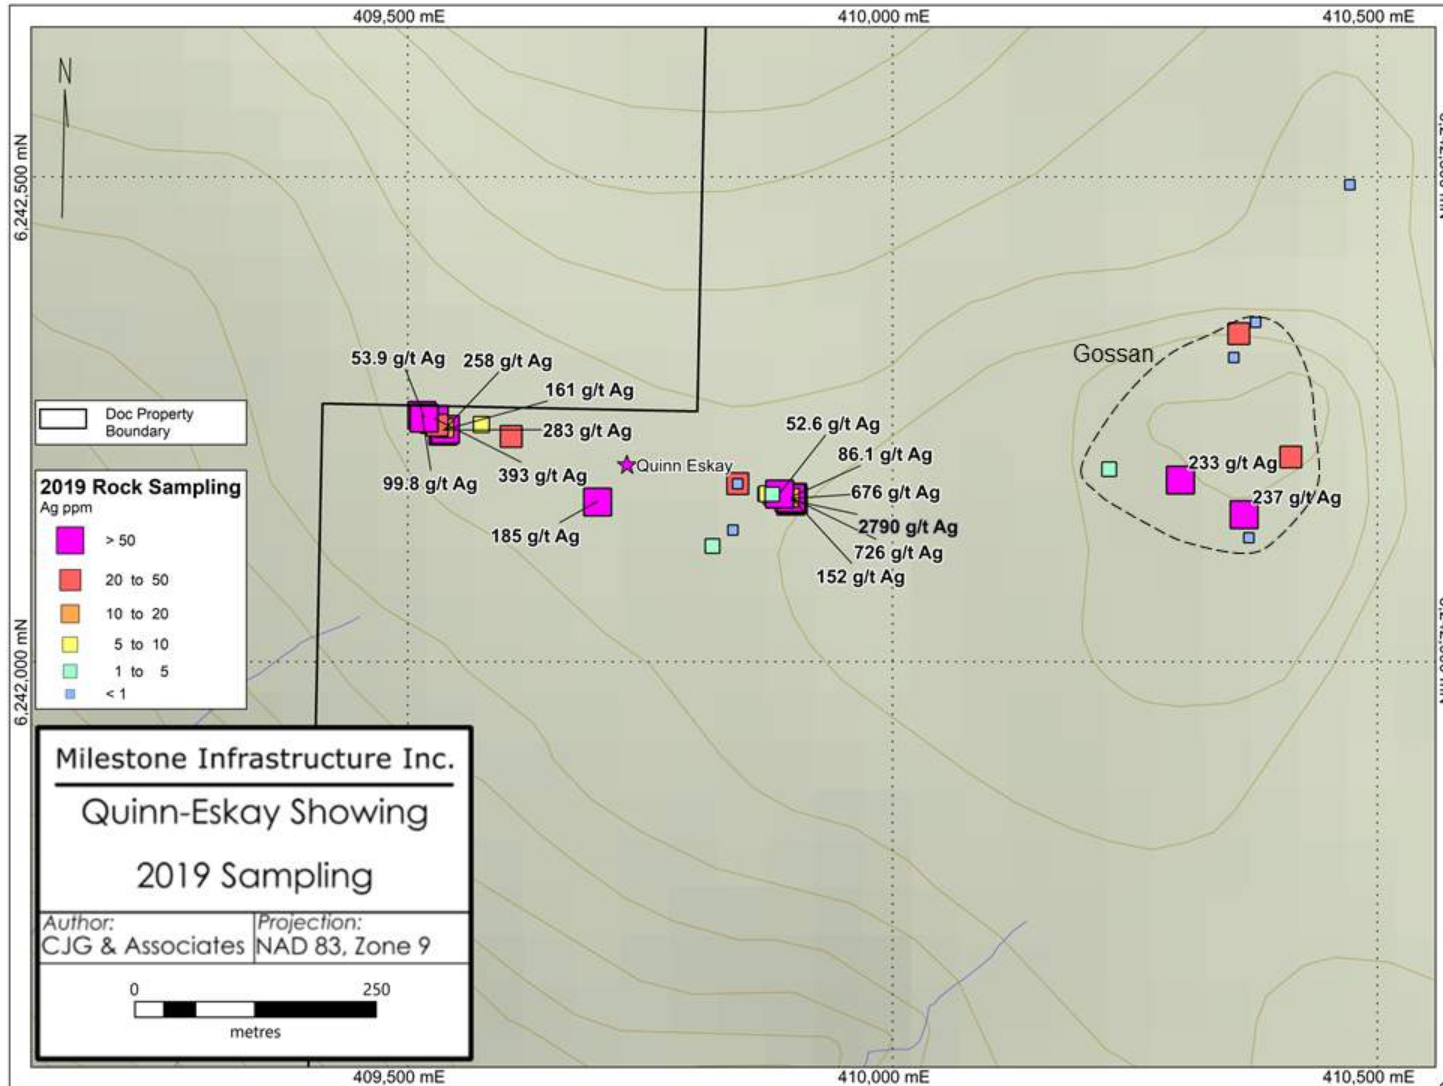 409,500 mE
410,000 mE
410,500 mE
N
6,242,500 mN
53.9 g/t Ag
258 g/t Ag
161 g/t Ag
283 g/t Ag
393 g/t Ag
99.8 g/t Ag
Quinn Eskay
185 g/t Ag
52.6 g/t Ag
86.1 g/t Ag
676 g/t Ag
2790 g/t Ag
726 g/t Ag
152 g/t Ag
Gossan
233 g/t Ag
237 g/t Ag
Doc Property
Boundary
2019 Rock Sampling
Ag ppm
> 50
20 to 50
10 to 20
5 to 10
1 to 5
< 1
6,242,000 mN
Milestone Infrastructure Inc.
Quinn-Eskay Showing
2019 Sampling
Author:
CJG & Associates
Projection:
NAD 83, Zone 9
0 250
metres
409,500 mE
410,000 mE
410,500 mE